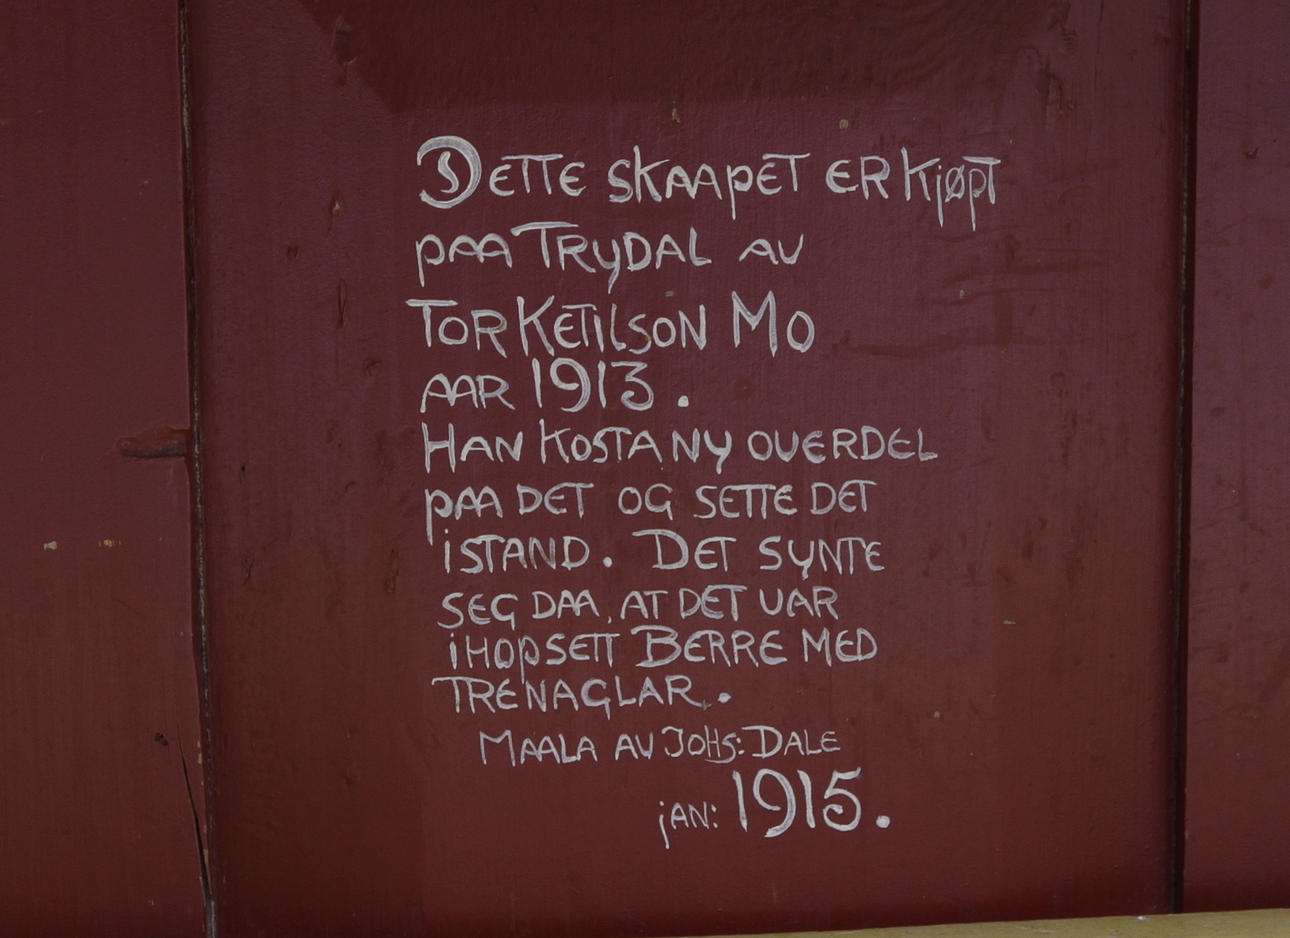 Dette skaapet er kjøpt
paa Trydal av
Tor Ketilson Mo
aar 1913.
Han kosta ny overdel
paa det og sette det
istand. Det synte
seg daa, at det var
ihopsett berre med
trenaglar.
Maala av Johs: Dale
jan: 1915.